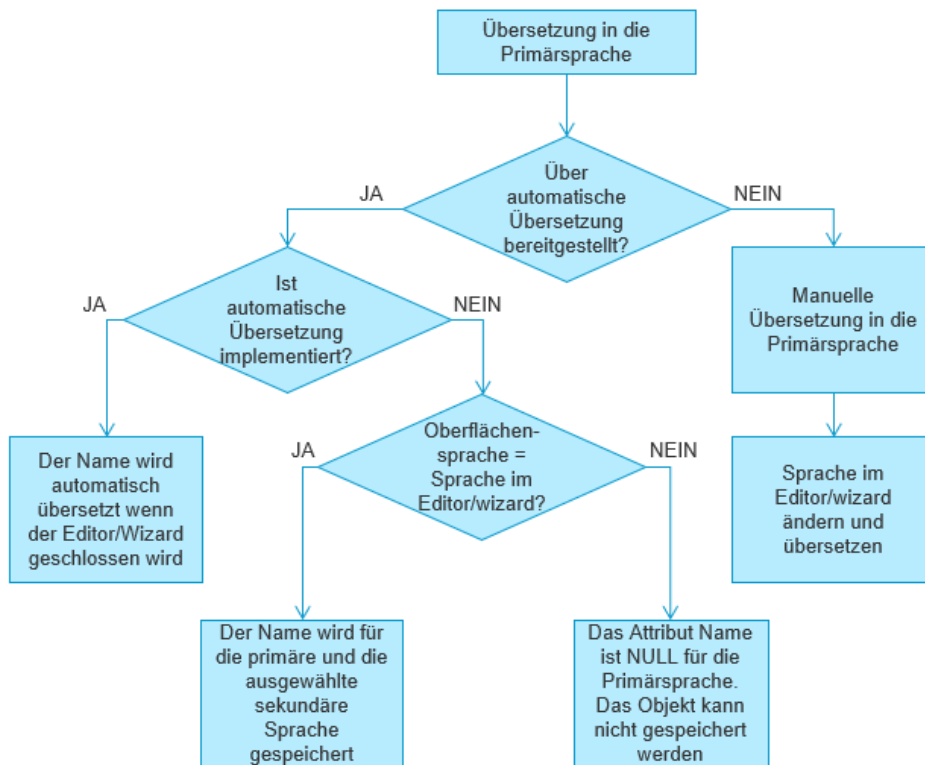 Übersetzung in die
Primärsprache
Über
automatische
Übersetzung
bereitgestellt?
JA
NEIN
Ist
automatische
Übersetzung
implementiert?
JA
NEIN
Manuelle
Übersetzung in die
Primärsprache
Oberflächen-
sprache =
Sprache im
Editor/wizard?
JA
NEIN
Der Name wird
automatisch
übersetzt wenn
der Editor/Wizard
geschlossen wird
Sprache im
Editor/wizard
ändern und
übersetzen
Der Name wird für
die primäre und die
ausgewählte
sekundäre
Sprache
gespeichert
Das Attribut Name
ist NULL für die
Primärsprache.
Das Objekt kann
nicht gespeichert
werden